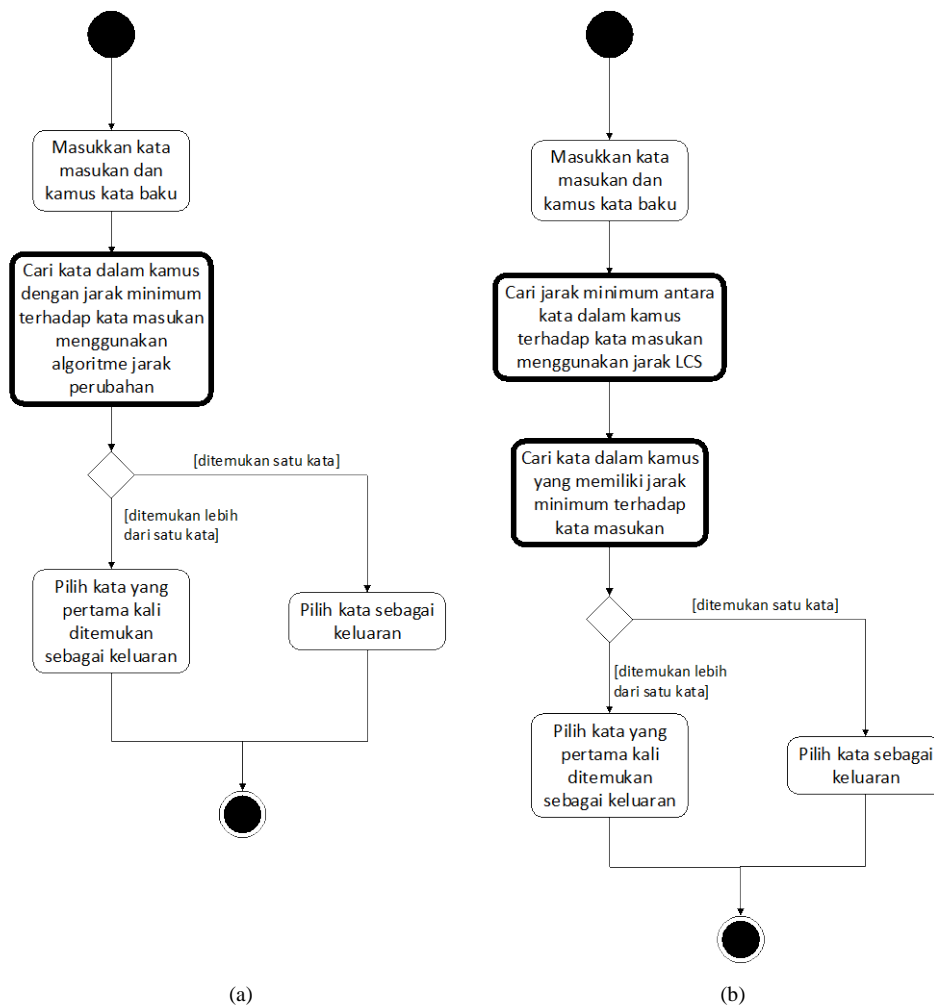 Masukkan kata
masukan dan
kamus kata baku
Cari kata dalam kamus
dengan jarak minimum
terhadap kata masukan
menggunakan
algoritme jarak
perubahan
[ditemukan satu kata]
[ditemukan lebih
dari satu kata]
Pilih kata yang
pertama kali
ditemukan
sebagai keluaran
Pilih kata sebagai
keluaran
(a)
Masukkan kata
masukan dan
kamus kata baku
Cari jarak minimum antara
kata dalam kamus
terhadap kata masukan
menggunakan jarak LCS
Cari kata dalam kamus
yang memiliki jarak
minimum terhadap
kata masukan
[ditemukan satu kata]
[ditemukan lebih
dari satu kata]
Pilih kata yang
pertama kali
ditemukan
sebagai keluaran
Pilih kata sebagai
keluaran
(b)